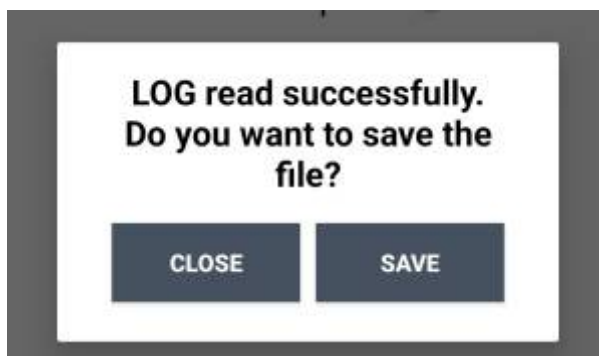 LOG read successfully.
Do you want to save the
file?
CLOSE
SAVE